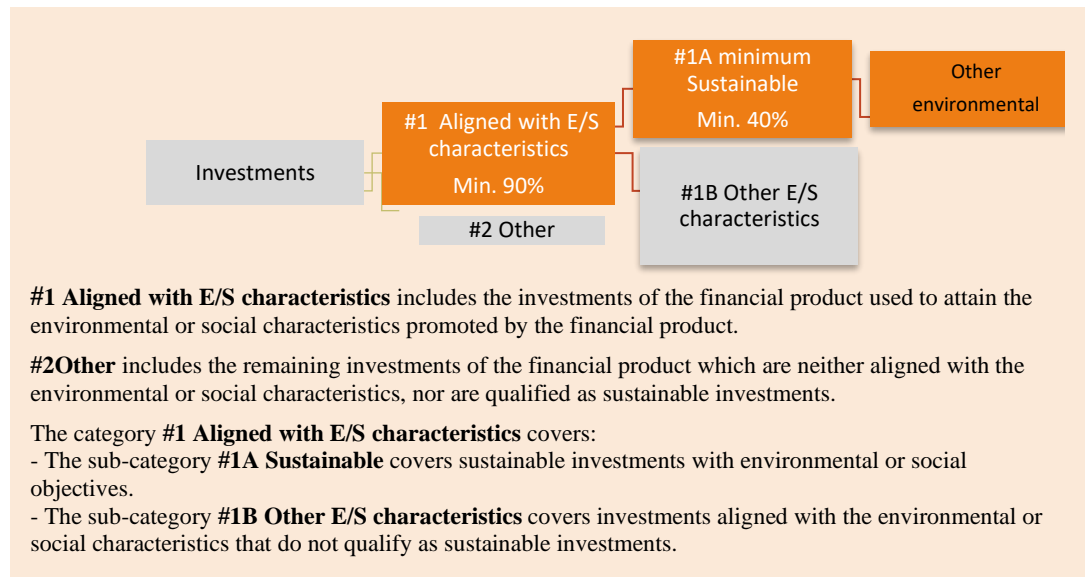 #1A minimum
Sustainable
Min. 40%
Other
environmental
#1 Aligned with E/S
characteristics
Min. 90%
Investments
#1B Other E/S
characteristics
#2 Other
#1 Aligned with E/S characteristics includes the investments of the financial product used to attain the
environmental or social characteristics promoted by the financial product.
#2Other includes the remaining investments of the financial product which are neither aligned with the
environmental or social characteristics, nor are qualified as sustainable investments.
The category #1 Aligned with E/S characteristics covers:
- The sub-category #1A Sustainable covers sustainable investments with environmental or social
objectives.
- The sub-category #1B Other E/S characteristics covers investments aligned with the environmental or
social characteristics that do not qualify as sustainable investments.